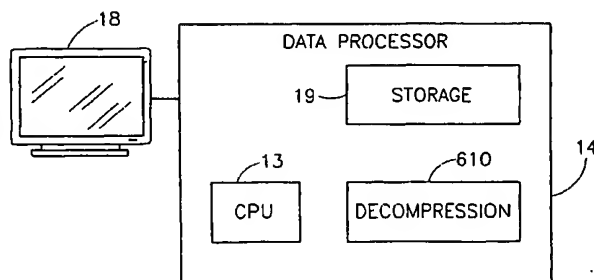 18
DATA PROCESSOR
19
STORAGE
14
13
610
CPU
DECOMPRESSION